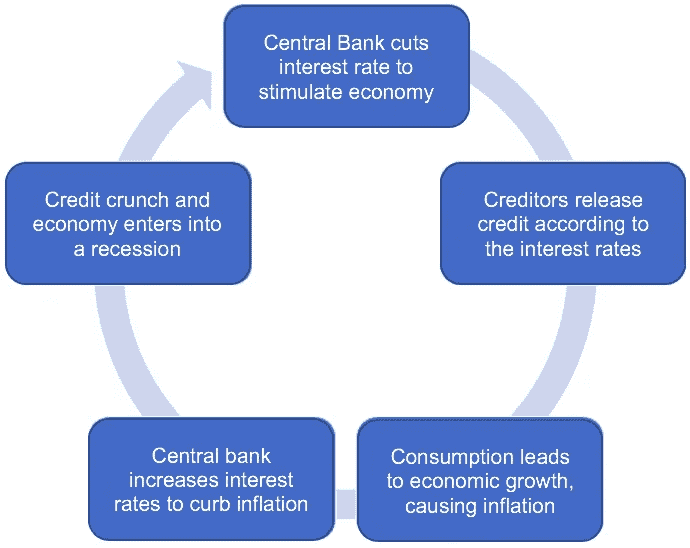 Central Bank cuts
interest rate to
stimulate economy
Creditors release
credit according to
the interest rates
Consumption leads
to economic growth,
causing inflation
Central bank
increases interest
rates to curb inflation
Credit crunch and
economy enters into
a recession